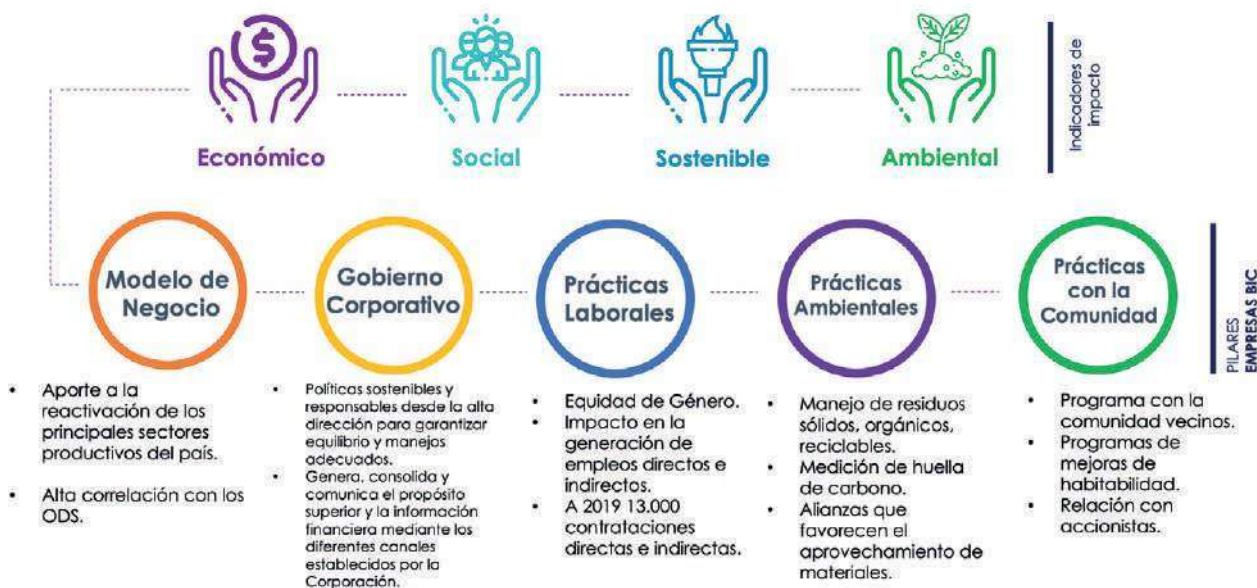 $
Económico
Social
Sostenible
Ambiental
Indicadores de
impacto
Modelo de
Negocio
Gobierno
Corporativo
Prácticas
Laborales
Prácticas
Ambientales
Prácticas
con la
Comunidad
PILARES
EMPRESAS BIC
• Aporte a la
reactivación de los
principales sectores
productivos del país.
• Alta correlación con los
ODS.
• Políticas sostenibles y
responsables desde la alta
dirección para garantizar
equilibrio y manejos
adecuados.
• Genera, consolida y
comunica el propósito
superior y la información
financiera mediante los
diferentes canales
establecidos por la
Corporación.
• Equidad de Género.
• Impacto en la
generación de
empleos directos e
indirectos.
• A 2019 13.000
contrataciones
directas e indirectas.
• Manejo de residuos
sólidos, orgánicos,
reciclables.
• Medición de huella
de carbono.
• Alianzas que
favorecen el
aprovechamiento de
materiales.
• Programa con la
comunidad vecinos.
• Programas de
mejoras de
habitabilidad.
• Relación con
accionistas.